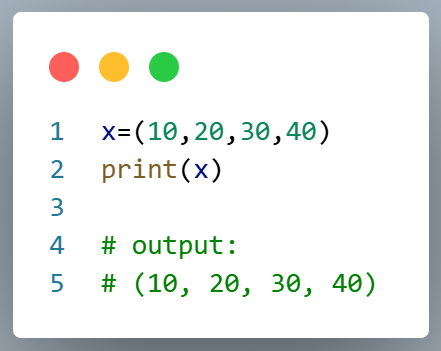 1 x=(10,20,30,40)
2 print(x)
3
4 # output:
5 # (10, 20, 30, 40)